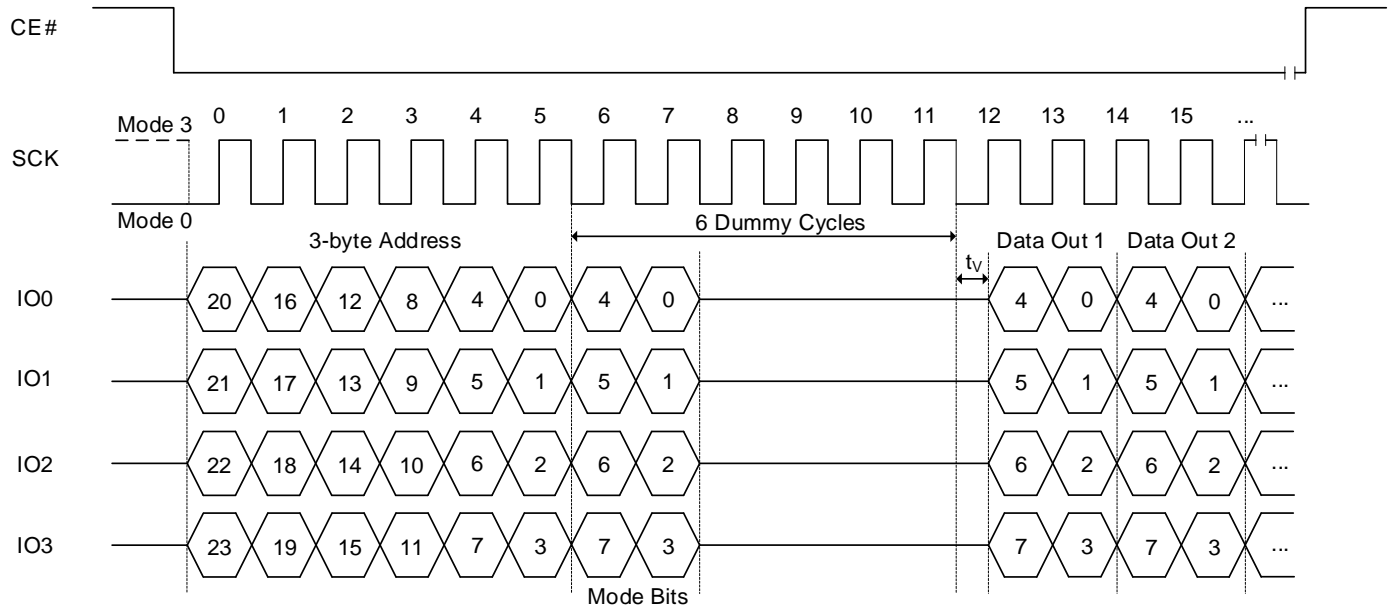 CE#
0 1 2 3 4 5 6 7 8 9 10 11 12 13 14 15 ...
Mode 3
SCK
Mode 0
6 Dummy Cycles
3-byte Address Data Out 1 Data Out 2
tV
IO0 20 16 12 8 4 0 4 0 4 0 4 0 ...
IO1 21 17 13 9 5 1 5 1 5 1 5 1 ...
IO2 22 18 14 10 6 2 6 2 6 2 6 2 ...
IO3 23 19 15 11 7 3 7 3 7 3 7 3 ...
Mode Bits